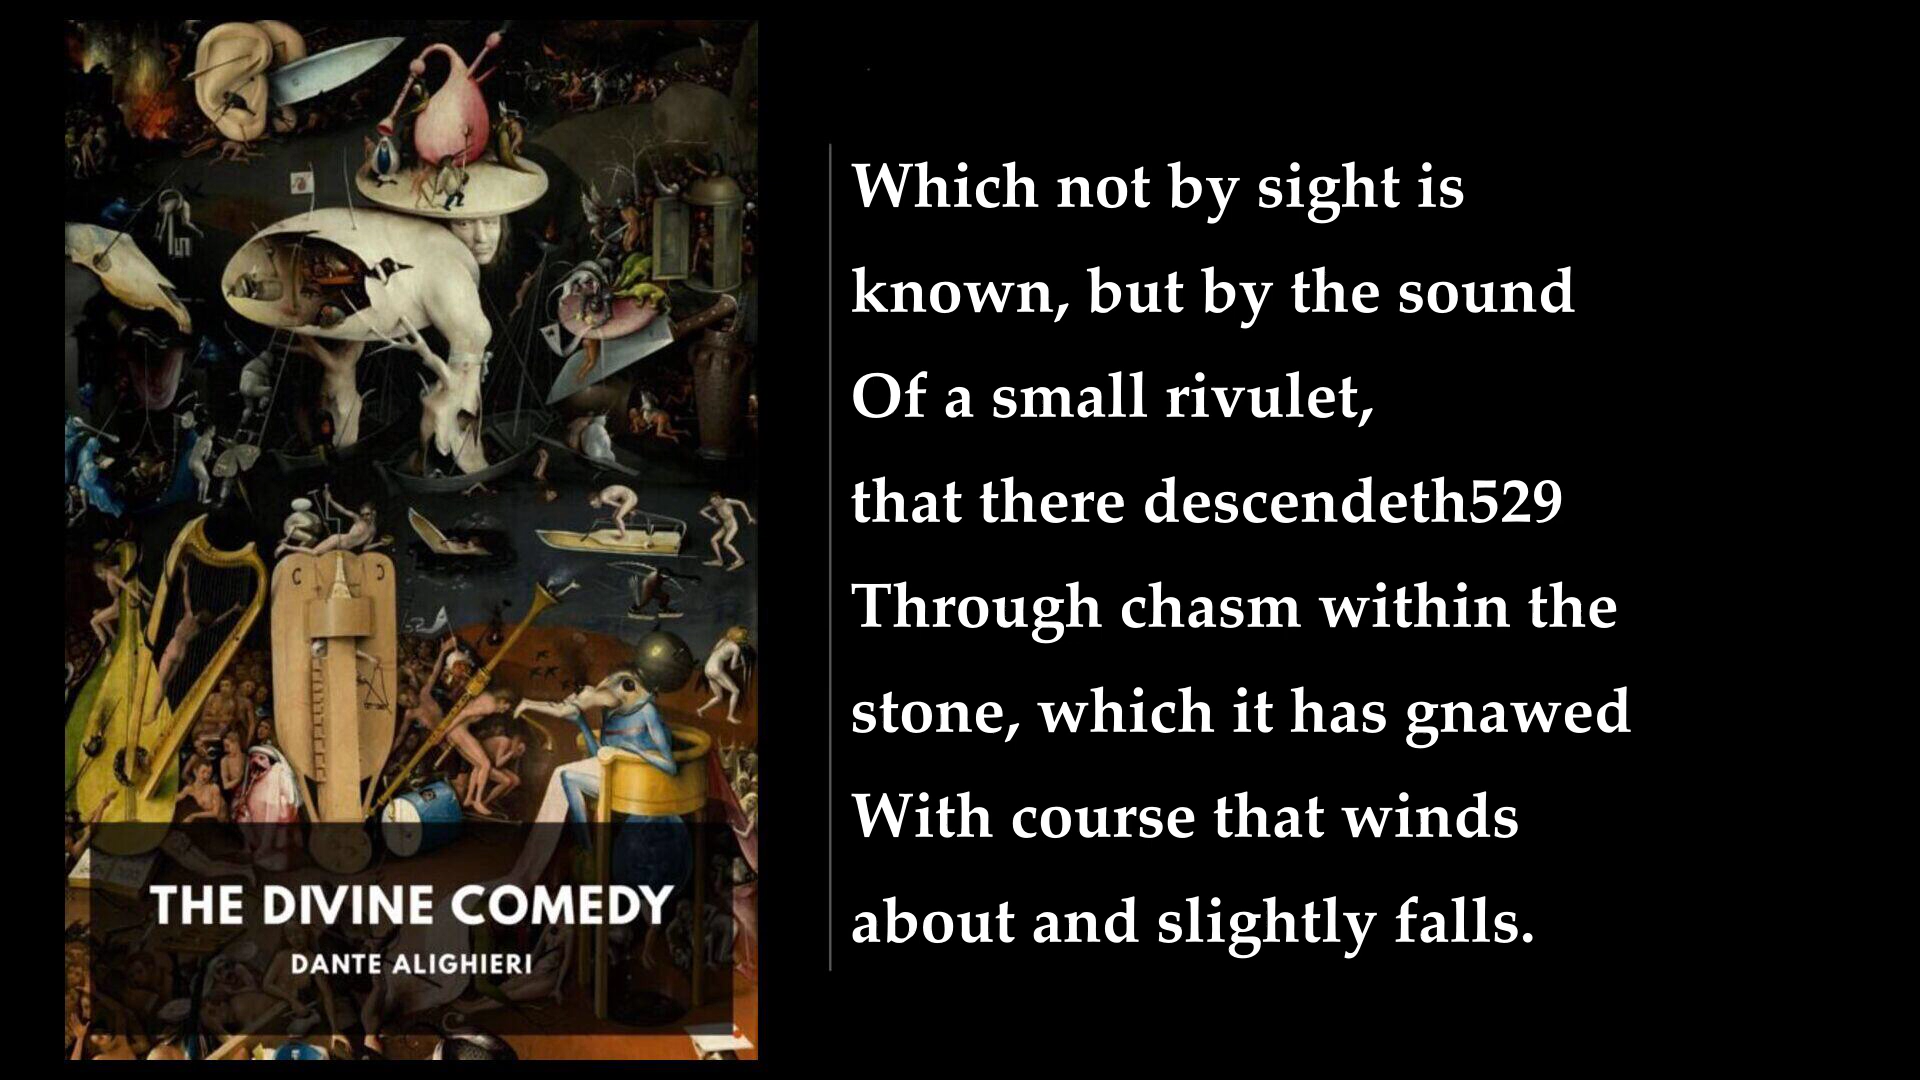 THE DIVINE COMEDY
DANTE ALIGHIERI
Which not by sight is
known, but by the sound
Of a small rivulet,
that there descendeth529
Through chasm within the
stone, which it has gnawed
With course that winds
about and slightly falls.